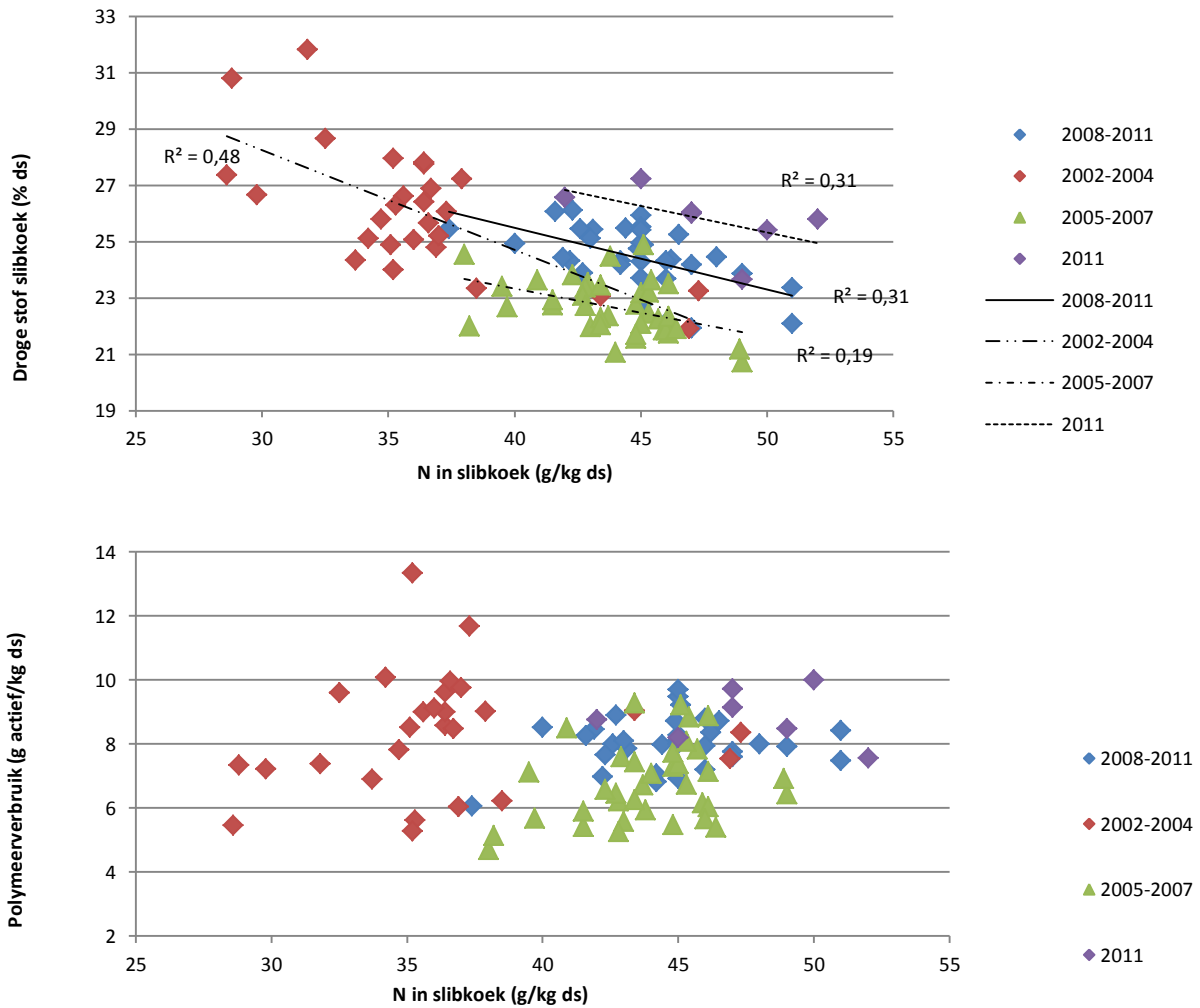 33
31
29
27
25
23
21
19
Droge stof slibkoek (% ds)
R² = 0,48
R² = 0,31
R² = 0,31
R² = 0,19
25 30 35 40 45 50 55
N in slibkoek (g/kg ds)
2008-2011
2002-2004
2005-2007
2011
2008-2011
2002-2004
2005-2007
2011
14
12
10
8
6
4
2
Polymeerverbruik (g actief/kg ds)
25 30 35 40 45 50 55
N in slibkoek (g/kg ds)
2008-2011
2002-2004
2005-2007
2011